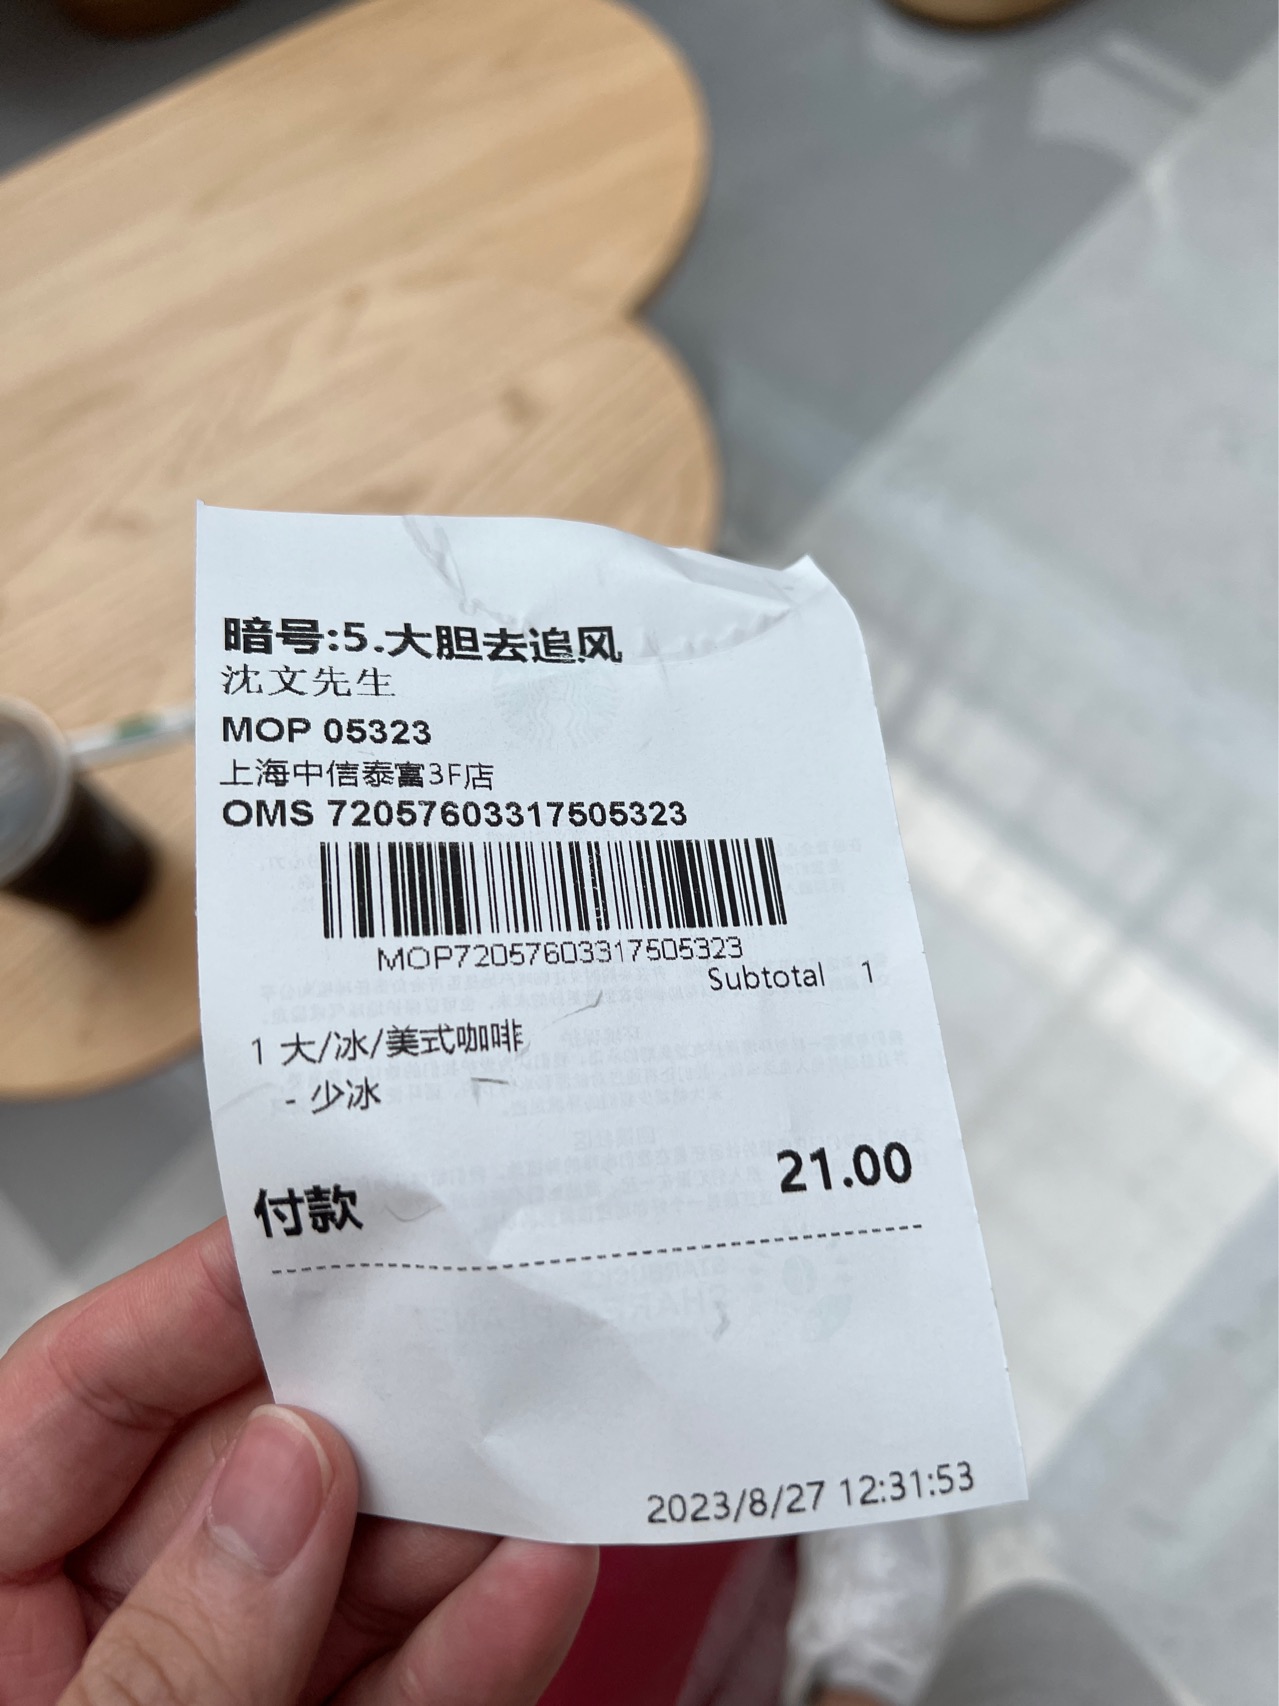 暗号:5.大胆去追风
沈文先生
MOP 05323
上海中信泰富3F店
OMS 72057603317505323
MOP72057603317505323
Subtotal 1
1 大/冰/美式咖啡
- 少冰
付款 21.00
2023/8/27 12:31:53